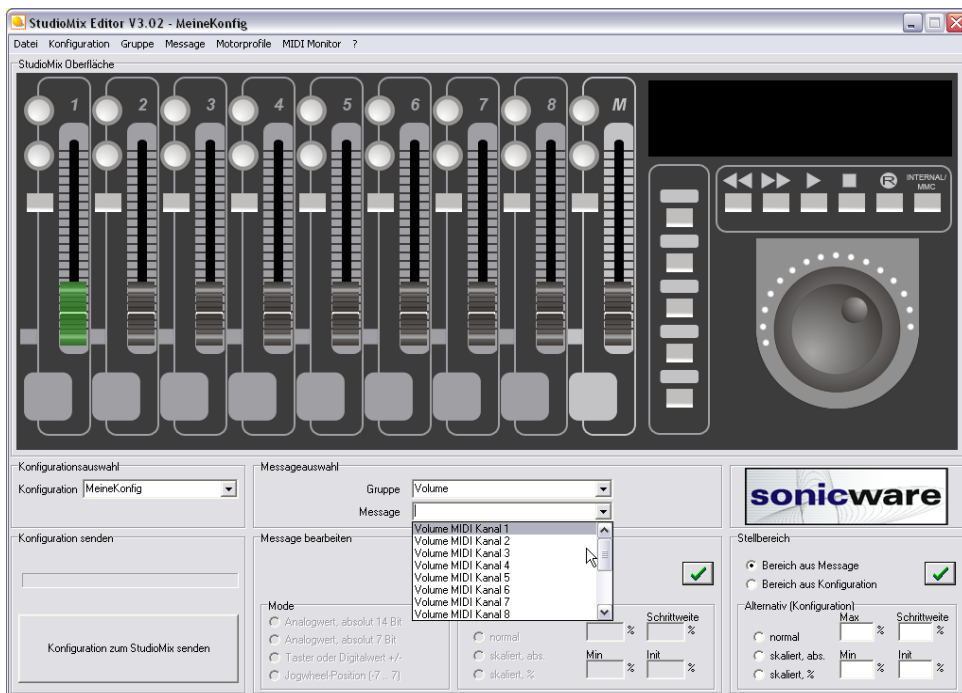 StudioMix Editor V3.02 - MeineKonfig
Datei Konfiguration Gruppe Message Motorprofile MIDI Monitor ?
StudioMix Oberfläche
1 2 3 4 5 6 7 8 M
R INTERNAL/
MMC
Konfigurationsauswahl
Konfiguration MeineKonfig
Messageauswahl
Gruppe Volume
Message
Volume MIDI Kanal 1
Volume MIDI Kanal 2
Volume MIDI Kanal 3
Volume MIDI Kanal 4
Volume MIDI Kanal 5
Volume MIDI Kanal 6
Volume MIDI Kanal 7
Volume MIDI Kanal 8
sonicware
Konfiguration senden
Konfiguration zum StudioMix senden
Message bearbeiten
Mode
Analogwert, absolut 14 Bit
Analogwert, absolut 7 Bit
Taster oder Digitalwert +/-
Jogwheel-Position (-7 .. 7)
Schrittweite
normal % %
skaliert, abs. Min Init
skaliert, % % %
Stellbereich
Bereich aus Message
Bereich aus Konfiguration
Alternativ (Konfiguration)
Max Schrittweite
normal % %
skaliert, abs. Min Init
skaliert, % % %